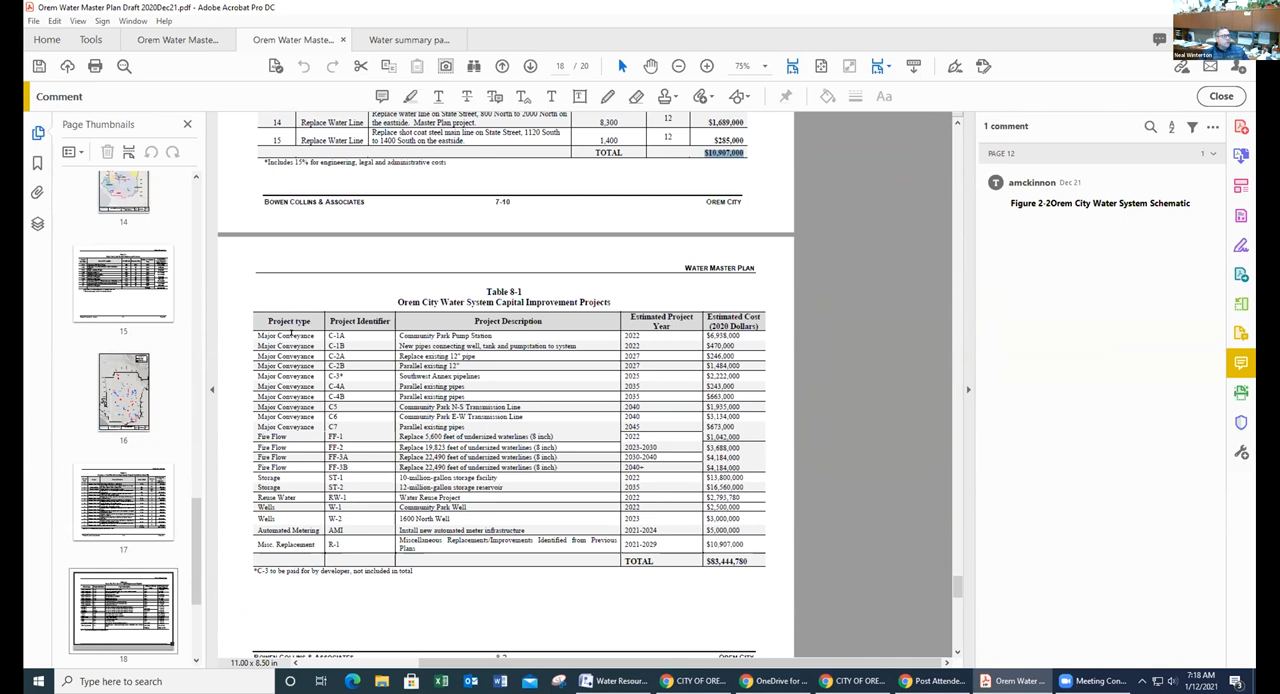 Orem Water Master Plan Draft 2020Dec21.pdf - Adobe Acrobat Pro DC
File Edit View Sign Window Help
Home Tools Orem Water Maste... Orem Water Maste... × Water summary pa...
Neal Winterton
18 / 20 75%
Comment Close
Page Thumbnails
14
15
16
17
18
14 Replace Water Line Replace water line on State Street, 800 North to 2000 North on the eastside. Master Plan project. 8,300 12 $1,689,000
15 Replace Water Line Replace shot coat steel main line on State Street, 1120 South to 1400 South on the eastside. 1,400 12 $285,000
TOTAL $10,907,000
*Includes 15% for engineering, legal and administrative costs
BOWEN COLLINS & ASSOCIATES 7-10 OREM CITY
WATER MASTER PLAN
Table 8-1
Orem City Water System Capital Improvement Projects
Project type Project Identifier Project Description Estimated Project Year Estimated Cost (2020 Dollars)
Major Conveyance C-1A Community Park Pump Station 2022 $6,938,000
Major Conveyance C-1B New pipes connecting well, tank and pumpstation to system 2022 $470,000
Major Conveyance C-2A Replace existing 12" pipe 2027 $246,000
Major Conveyance C-2B Parallel existing 12" 2027 $1,484,000
Major Conveyance C-3* Southwest Annex pipelines 2025 $2,222,000
Major Conveyance C-4A Parallel existing pipes 2035 $243,000
Major Conveyance C-4B Parallel existing pipes 2035 $663,000
Major Conveyance C5 Community Park N-S Transmission Line 2040 $1,935,000
Major Conveyance C6 Community Park E-W Transmission Line 2040 $3,134,000
Major Conveyance C7 Parallel existing pipes 2045 $673,000
Fire Flow FF-1 Replace 5,600 feet of undersized waterlines (8 inch) 2022 $1,042,000
Fire Flow FF-2 Replace 19,823 feet of undersized waterlines (8 inch) 2023-2030 $3,688,000
Fire Flow FF-3A Replace 22,490 feet of undersized waterlines (8 inch) 2030-2040 $4,184,000
Fire Flow FF-3B Replace 22,490 feet of undersized waterlines (8 inch) 2040+ $4,184,000
Storage ST-1 10-million-gallon storage facility 2022 $13,800,000
Storage ST-2 12-million-gallon storage reservoir 2035 $16,560,000
Reuse Water RW-1 Water Reuse Project 2022 $2,793,780
Wells W-1 Community Park Well 2022 $2,500,000
Wells W-2 1600 North Well 2023 $3,000,000
Automated Metering AMI Install new automated meter infrastructure 2021-2024 $5,000,000
Misc. Replacement R-1 Miscellaneous Replacements/Improvements Identified from Previous Plans 2021-2029 $10,907,000
TOTAL $83,444,780
*C-3 to be paid for by developer, not included in total
11.00 x 8.50 in
1 comment
PAGE 12 1
amckinnon Dec 21
Figure 2-2Orem City Water System Schematic
Type here to search
Water Resour... CITY OF ORE... OneDrive for ... CITY OF ORE... Post Attende... Orem Water ... Meeting Con...
7:18 AM
1/12/2021